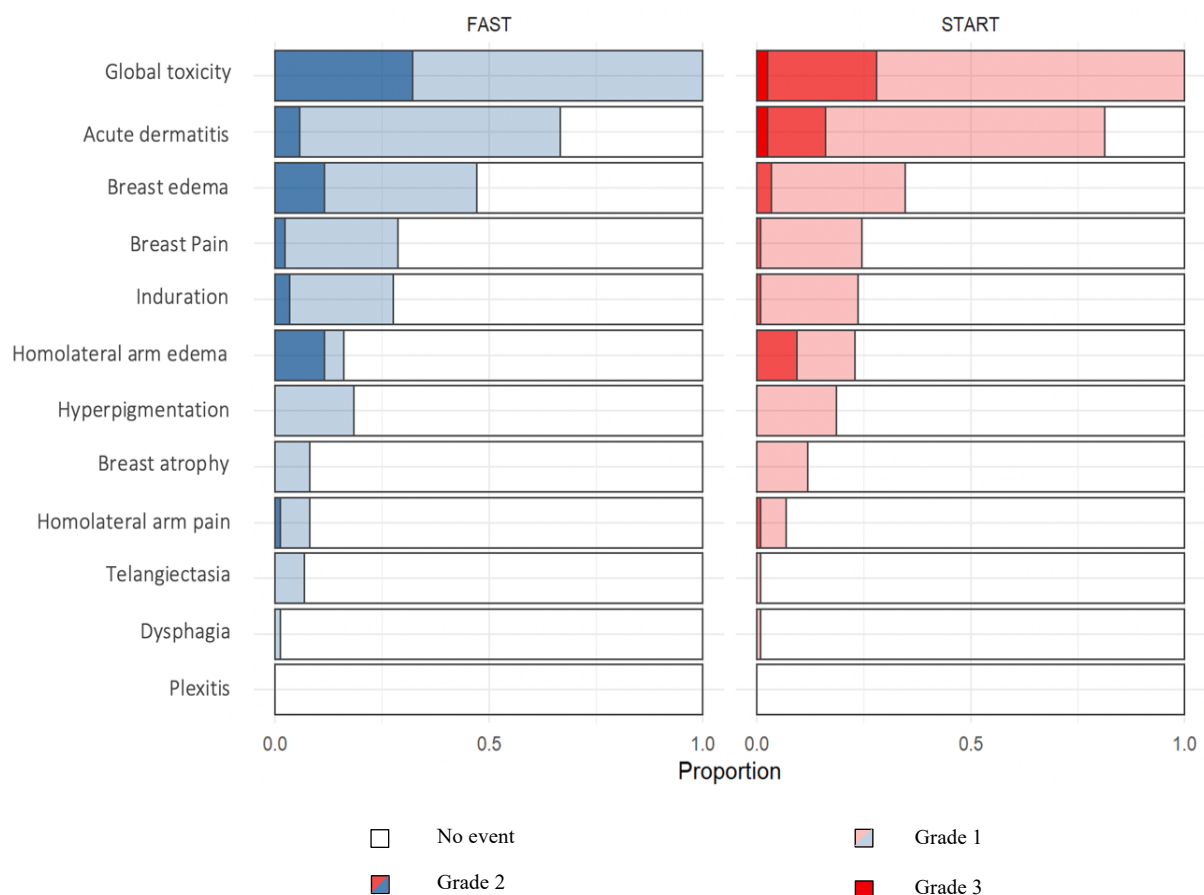 FAST START
Global toxicity
Acute dermatitis
Breast edema
Breast Pain
Induration
Homolateral arm edema
Hyperpigmentation
Breast atrophy
Homolateral arm pain
Telangiectasia
Dysphagia
Plexitis
0.0 0.5 1.0 0.0 0.5 1.0
Proportion
No event Grade 1
Grade 2 Grade 3